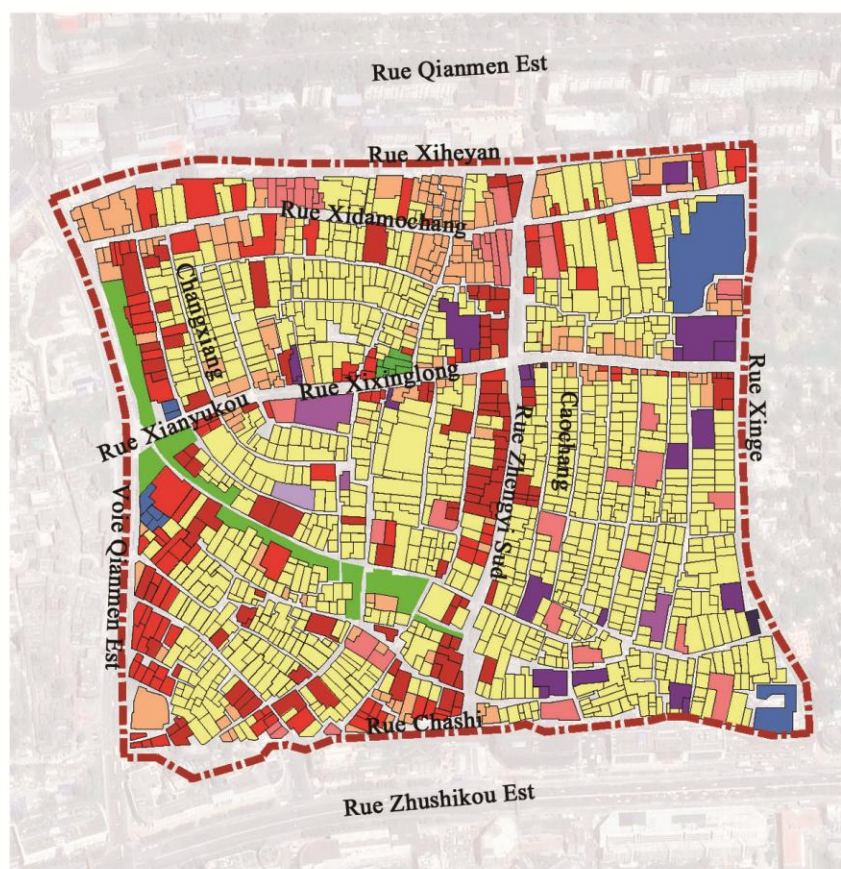 Rue Qianmen Est
Rue Xiheyan
Rue Xidamochang
Changxiang
Rue Xixinglong
Rue Xianyukou
Rue Zhengyi Sud
Caochang
Rue Xinge
Vore Qianmen Est
Rue Chashi
Rue Zhushikou Est